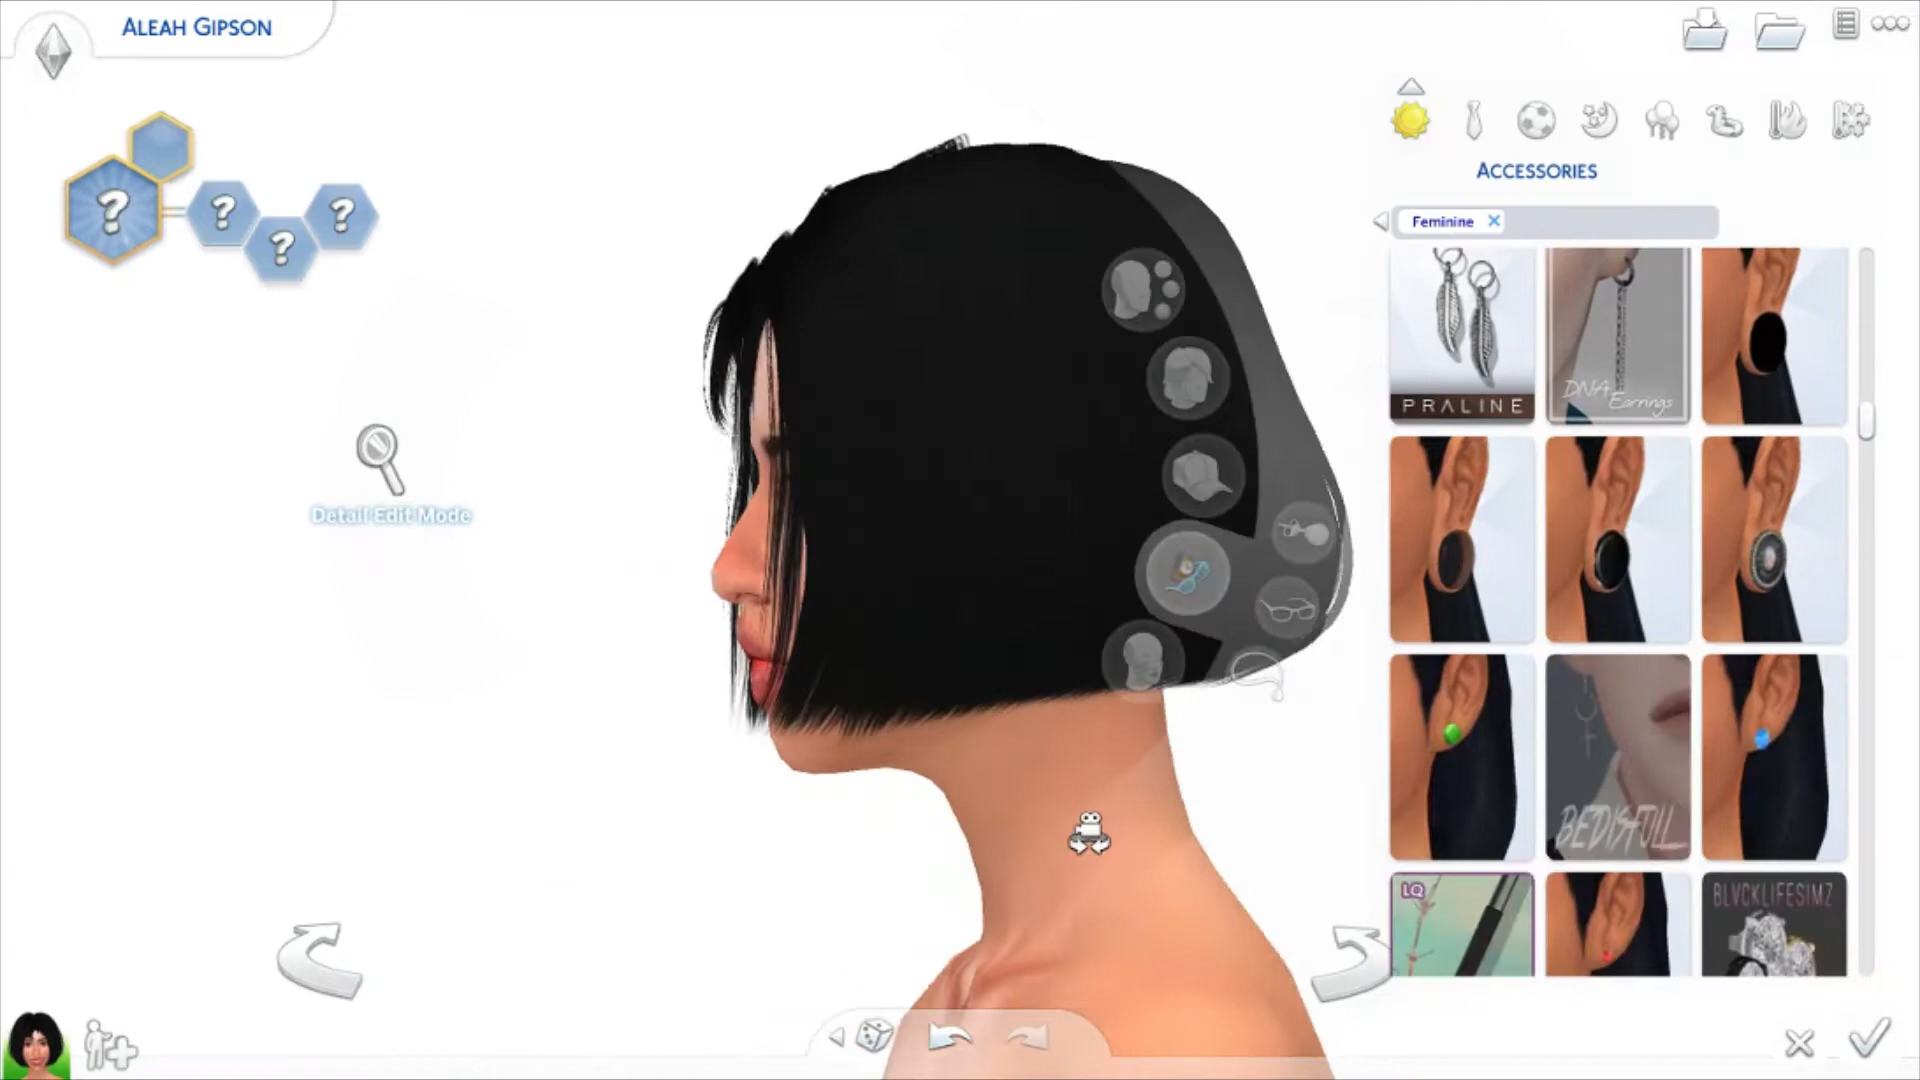 ALEAH GIPSON
?
?
?
?
Detail Edit Mode
ACCESSORIES
Feminine
PRALINE
DNA
Earrings
BEDISFULL
LQ
BLVCKLIFESIMZ